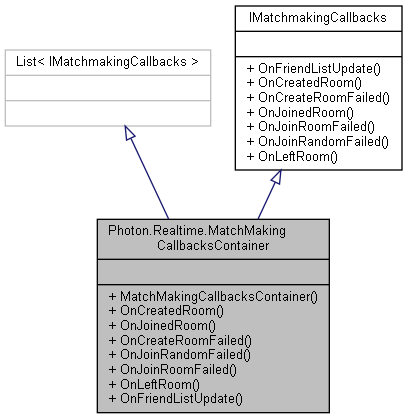 List< IMatchmakingCallbacks >
IMatchmakingCallbacks
+ OnFriendListUpdate()
+ OnCreatedRoom()
+ OnCreateRoomFailed()
+ OnJoinedRoom()
+ OnJoinRoomFailed()
+ OnJoinRandomFailed()
+ OnLeftRoom()
Photon.Realtime.MatchMaking
CallbacksContainer
+ MatchMakingCallbacksContainer()
+ OnCreatedRoom()
+ OnJoinedRoom()
+ OnCreateRoomFailed()
+ OnJoinRandomFailed()
+ OnJoinRoomFailed()
+ OnLeftRoom()
+ OnFriendListUpdate()